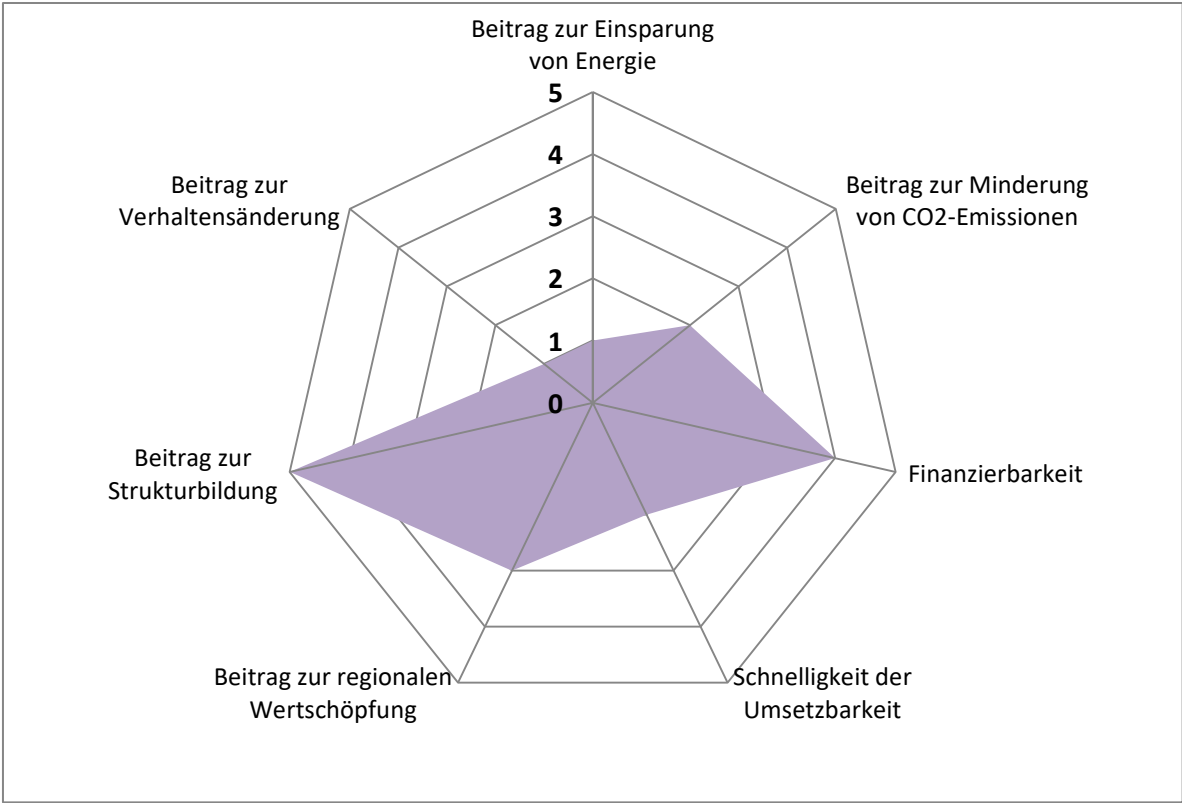 Beitrag zur Einsparung
von Energie
5
4
3
2
1
0
Beitrag zur Minderung
von CO2-Emissionen
Finanzierbarkeit
Schnelligkeit der
Umsetzbarkeit
Beitrag zur regionalen
Wertschöpfung
Beitrag zur
Strukturbildung
Beitrag zur
Verhaltensänderung